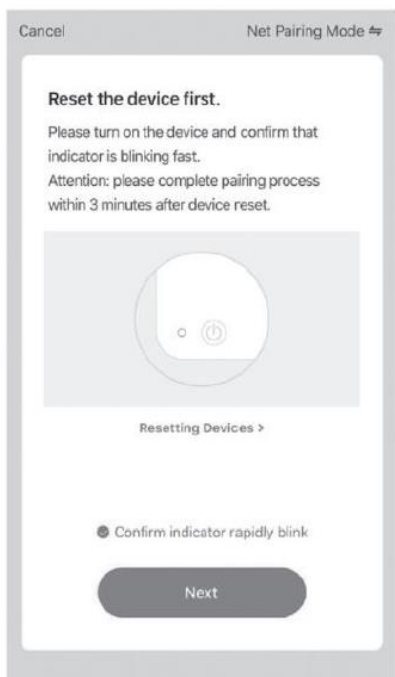 Cancel
Net Pairing Mode ⇋
Reset the device first.
Please turn on the device and confirm that
indicator is blinking fast.
Attention: please complete pairing process
within 3 minutes after device reset.
Resetting Devices >
Confirm indicator rapidly blink
Next